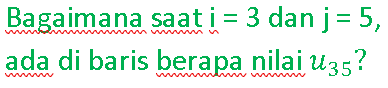 Bagaimana saat i = 3 dan j = 5,
ada di baris berapa nilai u₃₅?